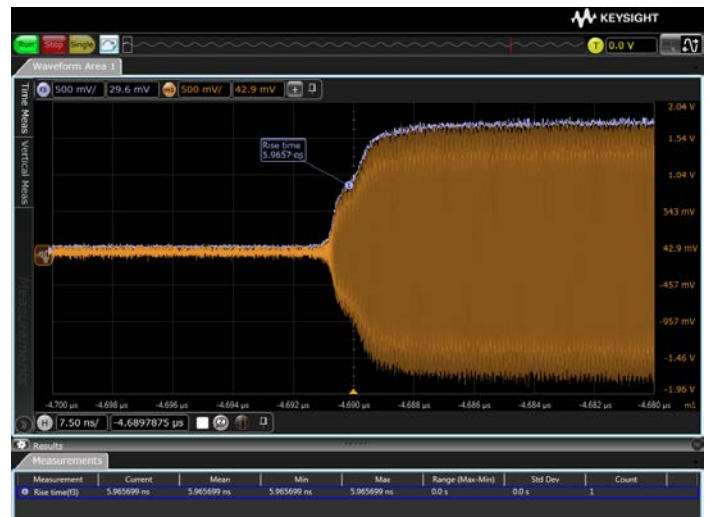 KEYSIGHT
Run Stop Single T 0.0 V
Waveform Area 1
Time Meas
Vertical Meas
Measurements
f3 500 mV/ 29.6 mV m1 500 mV/ 42.9 mV +
Rise time
5.9657 ns
2.04 V
1.54 V
1.04 V
543 mV
42.9 mV
-457 mV
-957 mV
-1.46 V
-1.96 V
-4.700 µs -4.698 µs -4.696 µs -4.694 µs -4.692 µs -4.690 µs -4.688 µs -4.686 µs -4.684 µs -4.682 µs -4.680 µs m1
H 7.50 ns/ -4.6897875 µs
Results
Measurements
Measurement Current Mean Min Max Range (Max-Min) Std Dev Count
Rise time(f3) 5.965699 ns 5.965699 ns 5.965699 ns 5.965699 ns 0.0 s 0.0 s 1